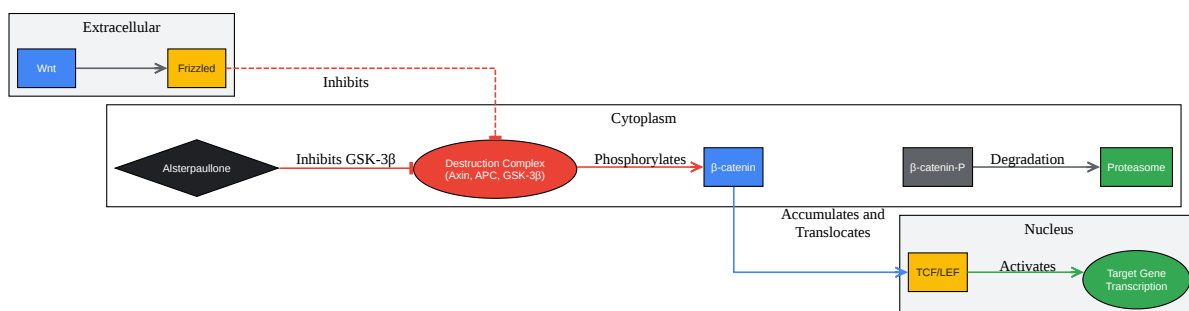 Extracellular
Wnt
Frizzled
Inhibits
Cytoplasm
Alsterpaullone
Inhibits GSK-3β
Destruction Complex
(Axin, APC, GSK-3β)
Phosphorylates
β-catenin
β-catenin-P
Degradation
Proteasome
Accumulates and
Translocates
Nucleus
TCF/LEF
Activates
Target Gene
Transcription